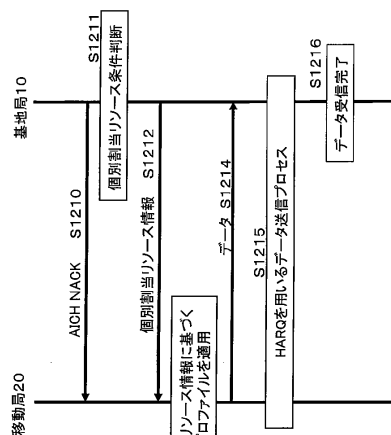 移動局20
基地局10
AICH NACK S1210
S1211
個別割当リソース条件判断
個別割当リソース情報 S1212
リソース情報に基づく
プロファイルを適用
データ S1214
S1215
HARQを用いるデータ送信プロセス
S1216
データ受信完了